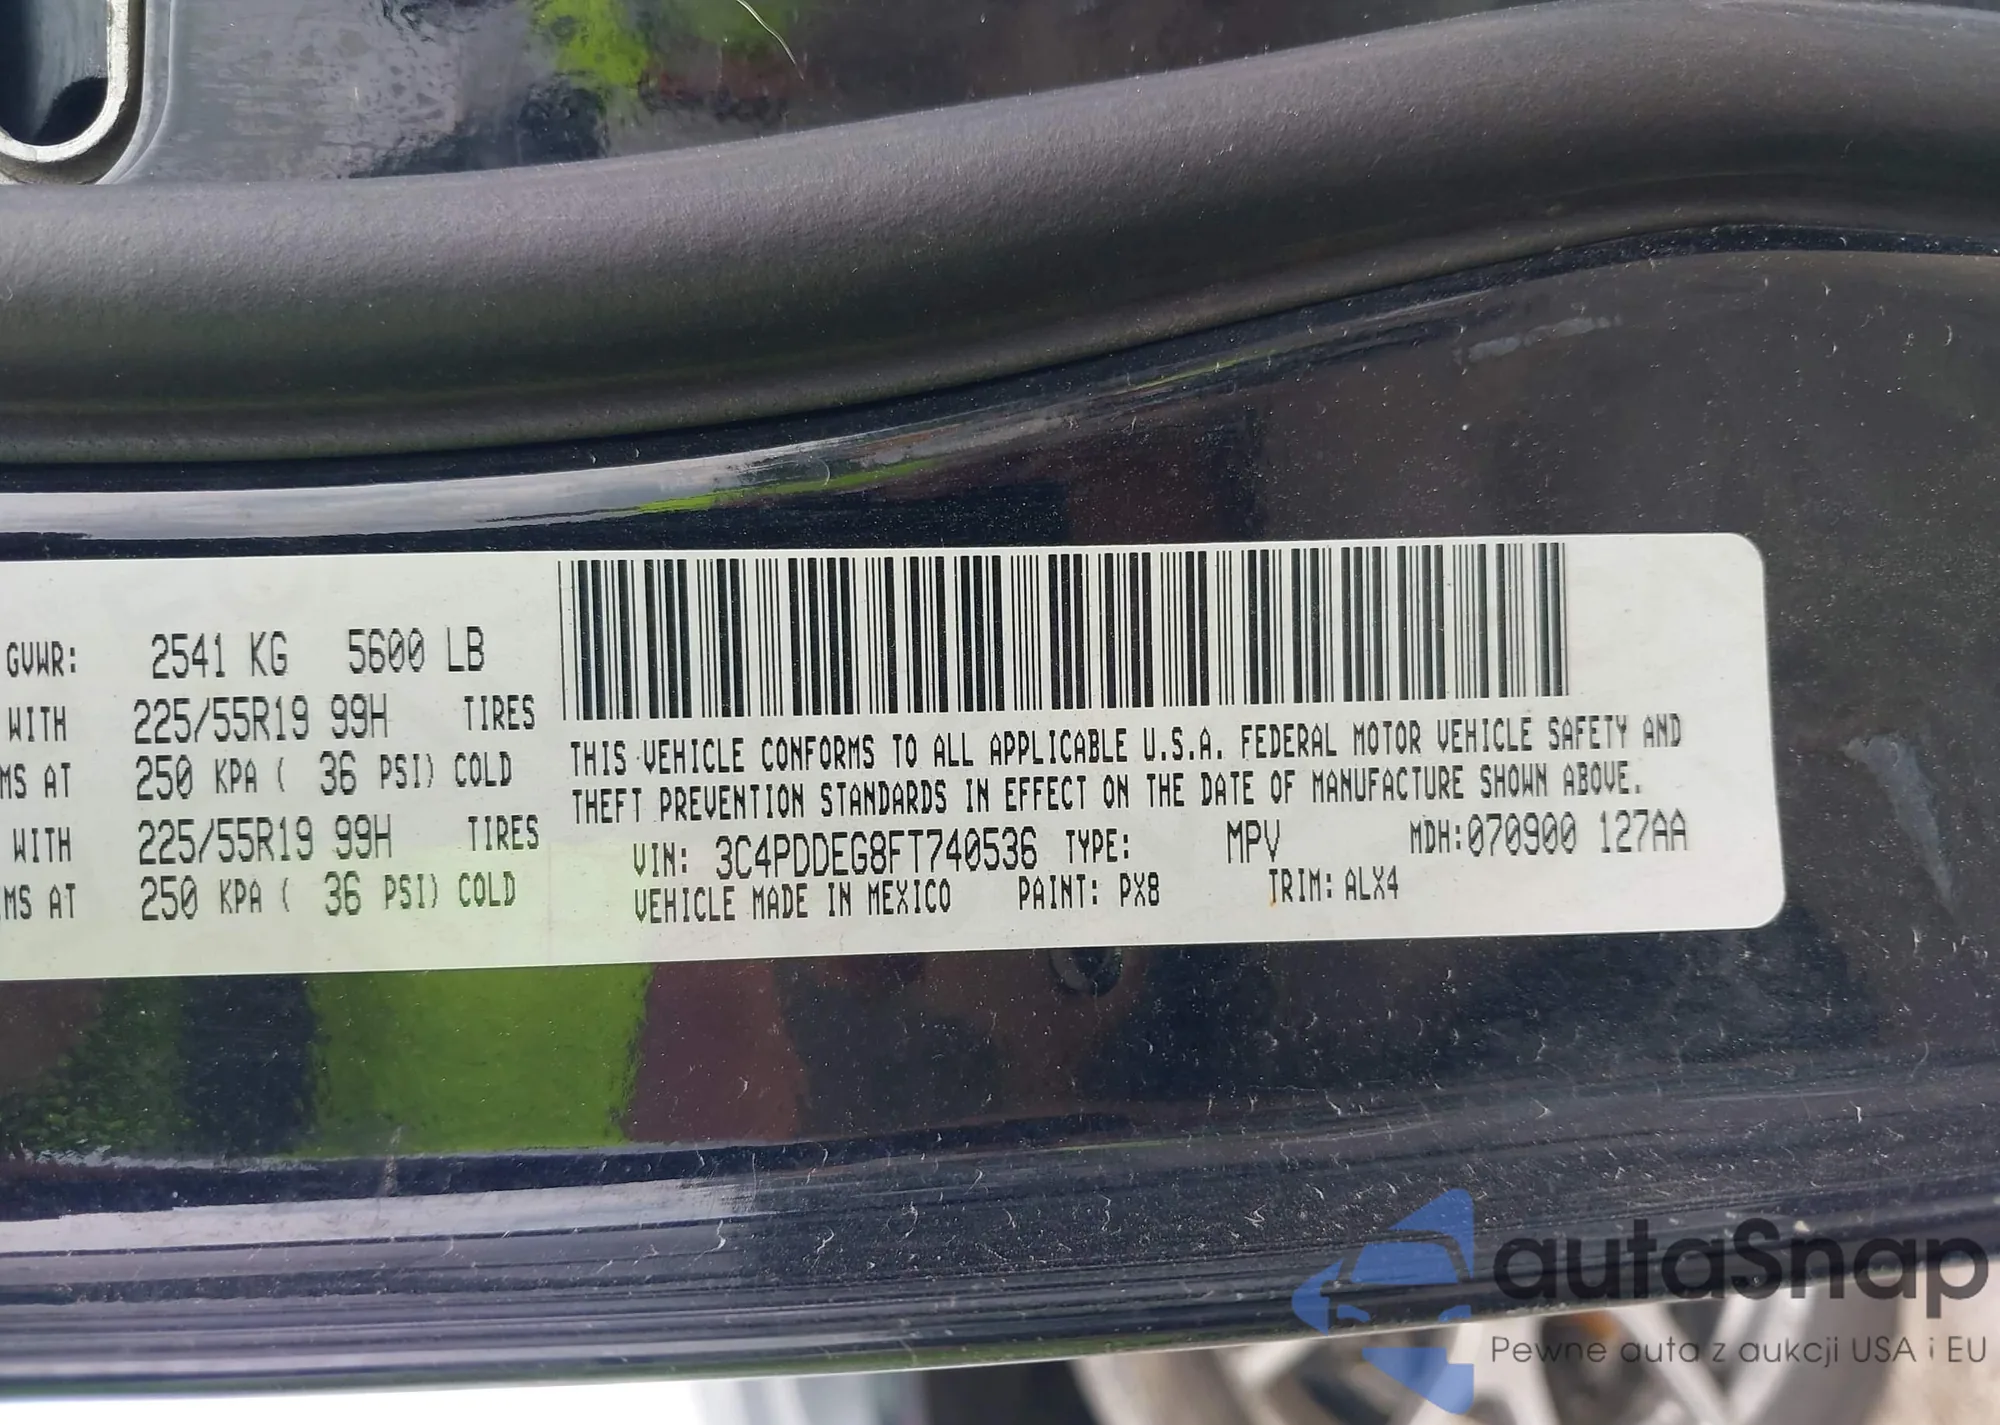 GVWR: 2541 KG 5600 LB
WITH 225/55R19 99H TIRES
MS AT 250 KPA ( 36 PSI) COLD
WITH 225/55R19 99H TIRES
MS AT 250 KPA ( 36 PSI) COLD
THIS VEHICLE CONFORMS TO ALL APPLICABLE U.S.A. FEDERAL MOTOR VEHICLE SAFETY AND
THEFT PREVENTION STANDARDS IN EFFECT ON THE DATE OF MANUFACTURE SHOWN ABOVE.
VIN: 3C4PDDEG8FT740536 TYPE: MPV MDH:070900 127AA
VEHICLE MADE IN MEXICO PAINT: PX8 TRIM: ALX4
autaSnap
Pewne auta z aukcji USA i EU